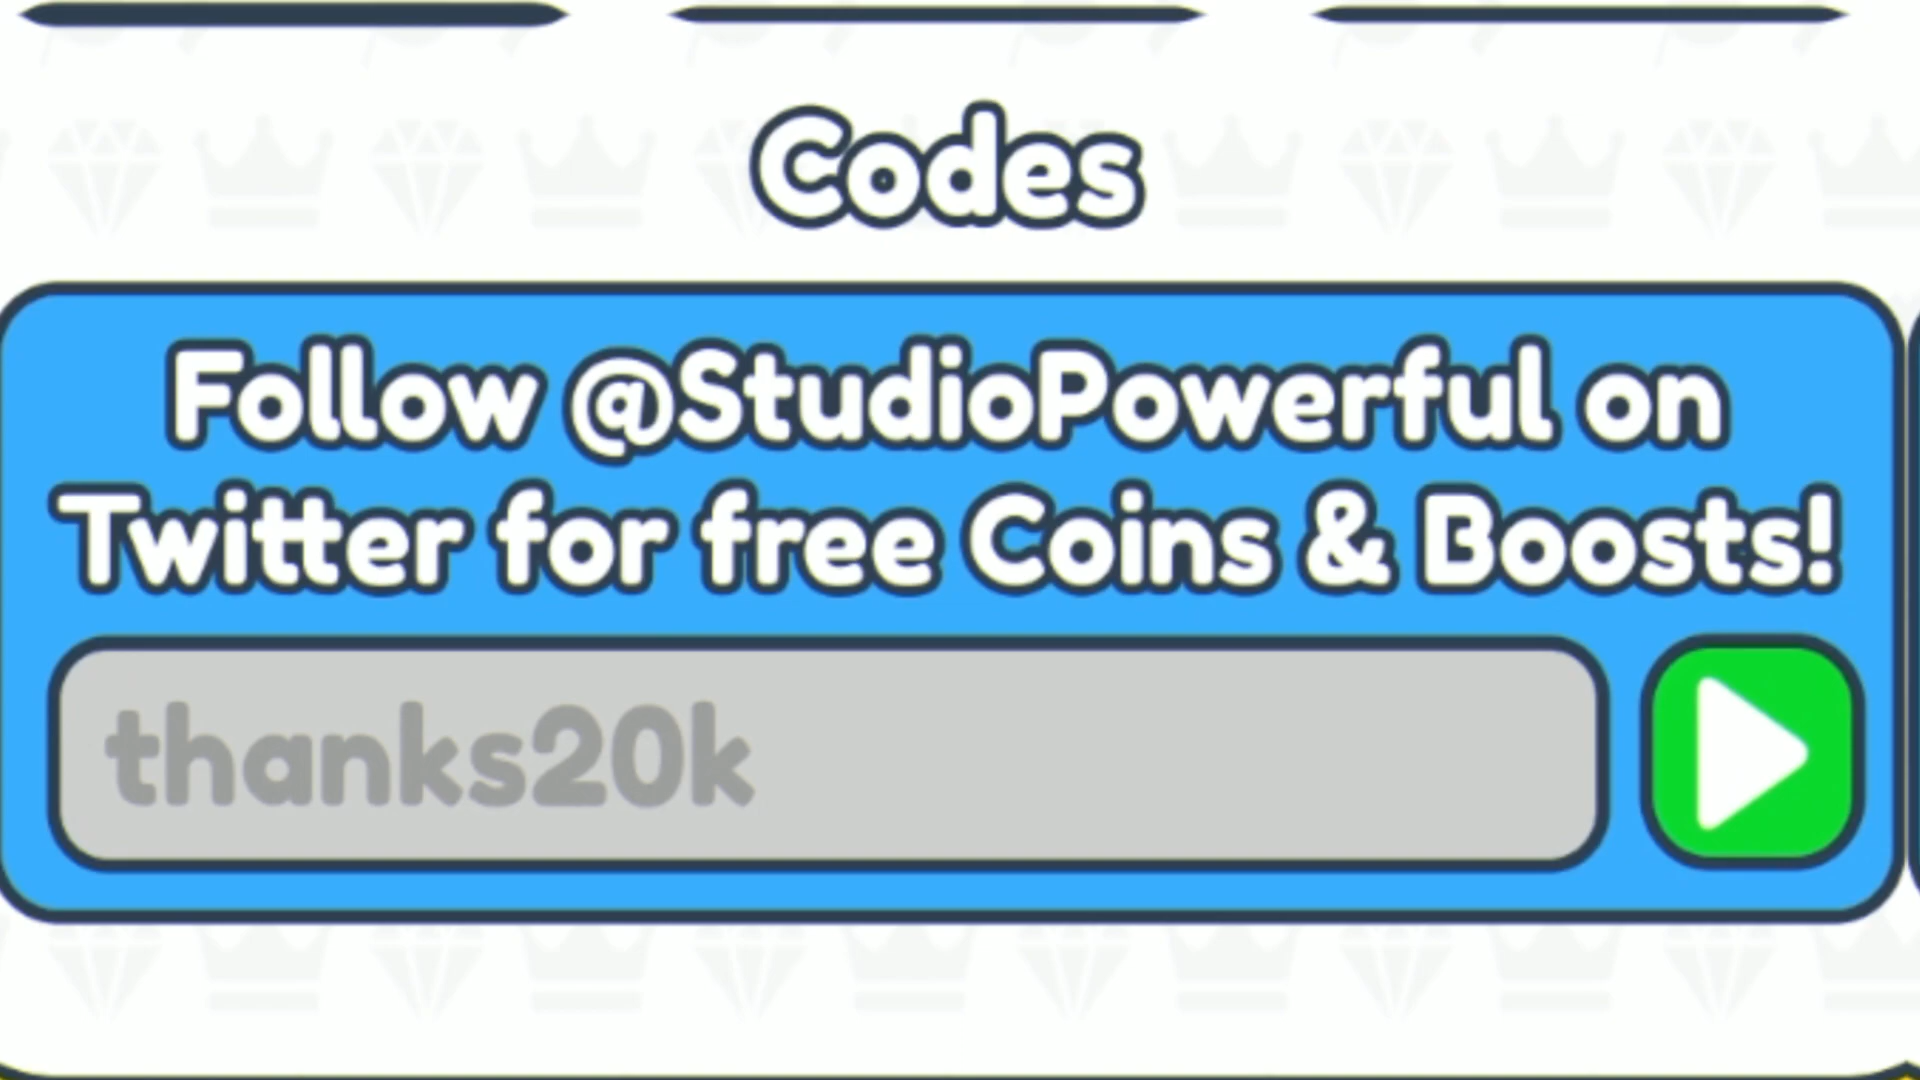 Codes
Follow @StudioPowerful on
Twitter for free Coins & Boosts!
thanks20k